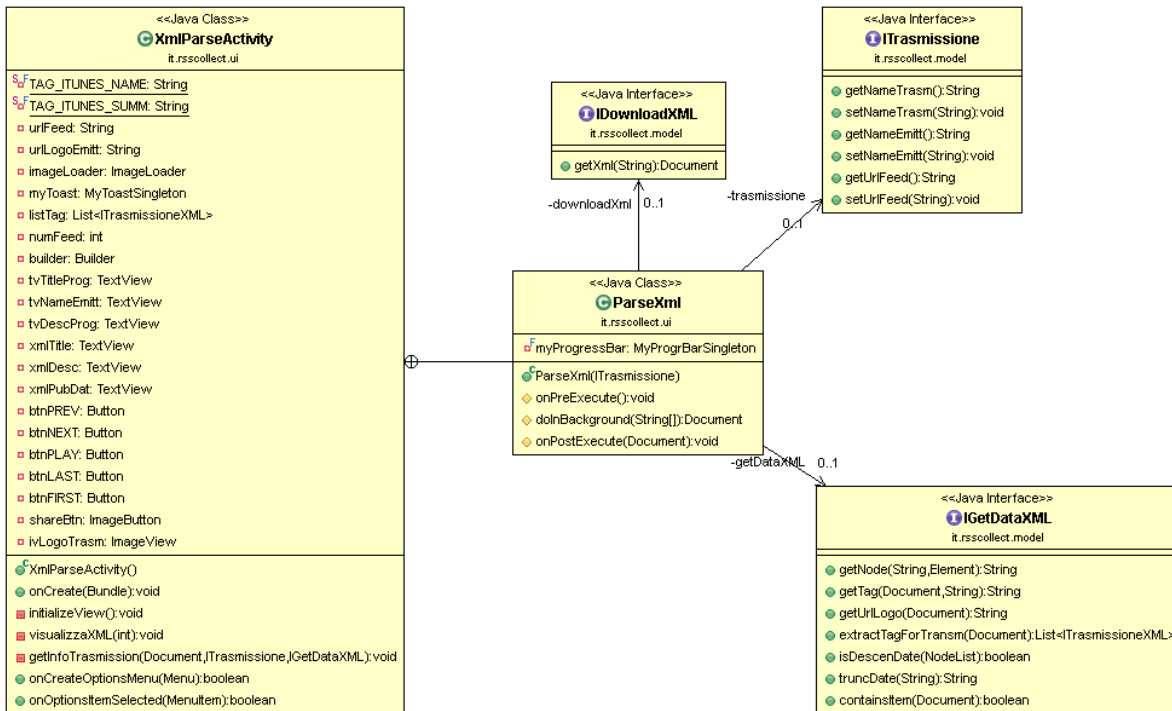 <<Java Class>>
XmlParseActivity
it.rsscollect.ui
S F TAG_ITUNES_NAME: String
S F TAG_ITUNES_SUMM: String
urlFeed: String
urlLogoEmitt: String
imageLoader: ImageLoader
myToast: MyToastSingleton
listTag: List<ITrasmissioneXML>
numFeed: int
builder: Builder
tvTitleProg: TextView
tvNameEmitt: TextView
tvDescProg: TextView
xmlTitle: TextView
xmlDesc: TextView
xmlPubDat: TextView
btnPREV: Button
btnNEXT: Button
btnPLAY: Button
btnLAST: Button
btnFIRST: Button
shareBtn: ImageButton
ivLogoTrasm: ImageView
C XmlParseActivity()
onCreate(Bundle):void
initializeView():void
visualizzaXML(int):void
getInfoTrasmission(Document,ITrasmissione,IGetDataXML):void
onCreateOptionsMenu(Menu):boolean
onOptionsItemSelected(MenuItem):boolean
<<Java Interface>>
IDownloadXML
it.rsscollect.model
getXml(String):Document
<<Java Interface>>
ITrasmissione
it.rsscollect.model
getNameTrasm():String
setNameTrasm(String):void
getNameEmitt():String
setNameEmitt(String):void
getUrlFeed():String
setUrlFeed(String):void
-downloadXml 0..1
-trasmissione
0..1
<<Java Class>>
ParseXml
it.rsscollect.ui
F myProgressBar: MyProgrBarSingleton
C ParseXml(ITrasmissione)
onPreExecute():void
doInBackground(String[]):Document
onPostExecute(Document):void
-getDataXML 0..1
<<Java Interface>>
IGetDataXML
it.rsscollect.model
getNode(String,Element):String
getTag(Document,String):String
getUrlLogo(Document):String
extractTagForTransm(Document):List<ITrasmissioneXML>
isDescenDate(NodeList):boolean
truncDate(String):String
containsItem(Document):boolean